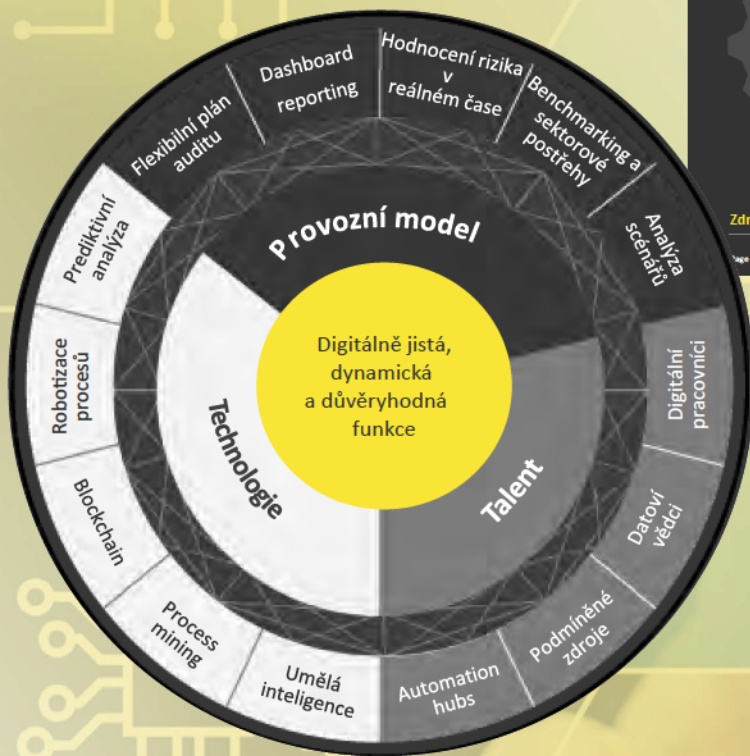 Flexibilní plán
auditu
Dashboard
reporting
Hodnocení rizika
v
reálném čase
Benchmarking a
sektorové
postřehy
Analýza
scénářů
Digitální
pracovníci
Datoví
vědci
Podmíněné
zdroje
Automation
hubs
Umělá
inteligence
Process
mining
Blockchain
Robotizace
procesů
Prediktivní
analýza
Provozní model
Talent
Technologie
Digitálně jistá,
dynamická
a důvěryhodná
funkce
Zdr
Page